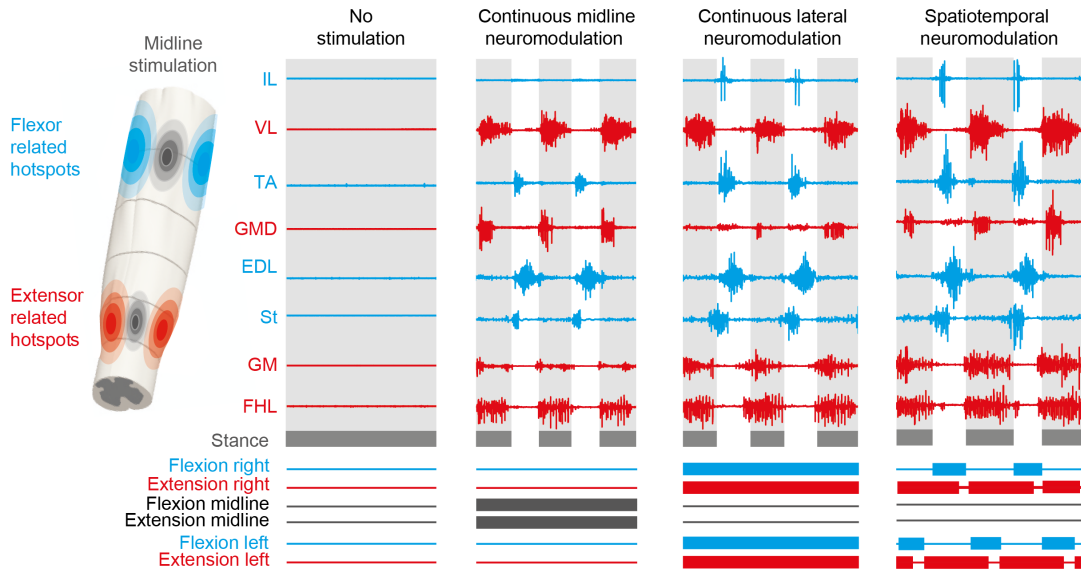 No
stimulation
Continuous midline
neuromodulation
Continuous lateral
neuromodulation
Spatiotemporal
neuromodulation
Midline
stimulation
Flexor
related
hotspots
Extensor
related
hotspots
IL
VL
TA
GMD
EDL
St
GM
FHL
Stance
Flexion right
Extension right
Flexion midline
Extension midline
Flexion left
Extension left